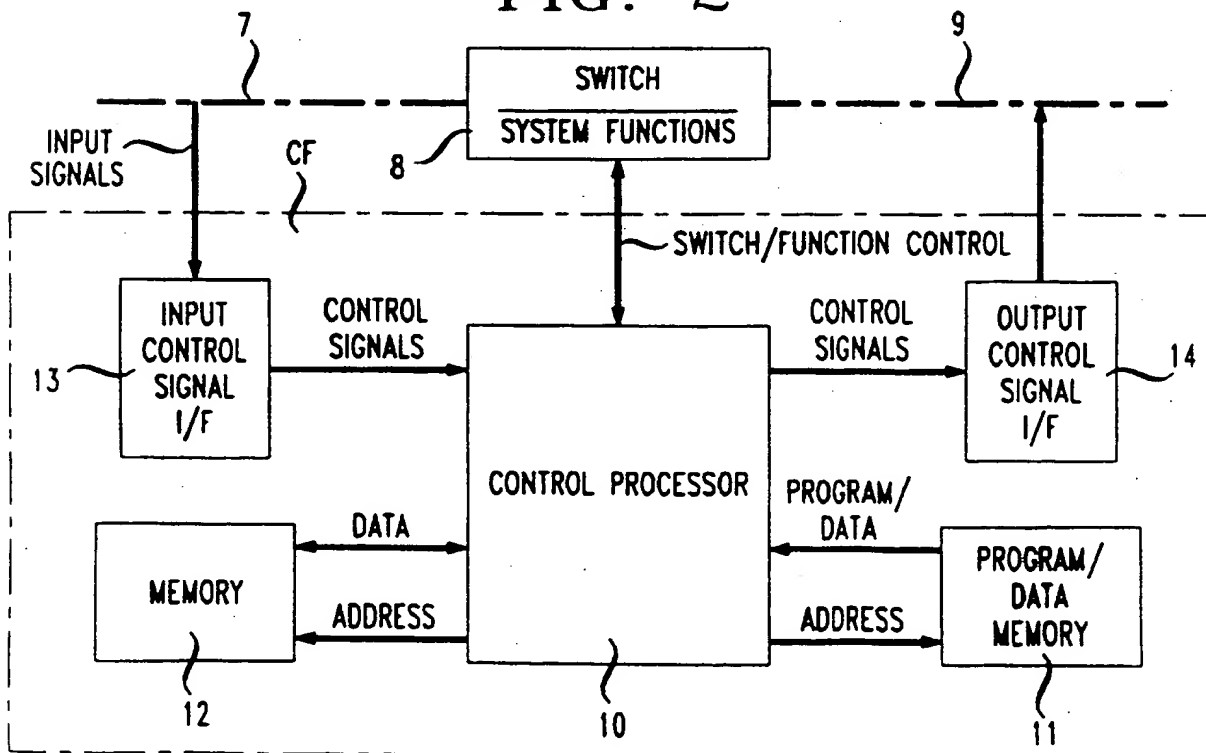 FIG. 2
7
9
SWITCH
SYSTEM FUNCTIONS
8
INPUT
SIGNALS
CF
SWITCH/FUNCTION CONTROL
INPUT
CONTROL
SIGNAL
I/F
13
CONTROL
SIGNALS
CONTROL
SIGNALS
OUTPUT
CONTROL
SIGNAL
I/F
14
CONTROL PROCESSOR
10
MEMORY
12
DATA
ADDRESS
PROGRAM/
DATA
ADDRESS
PROGRAM/
DATA
MEMORY
11